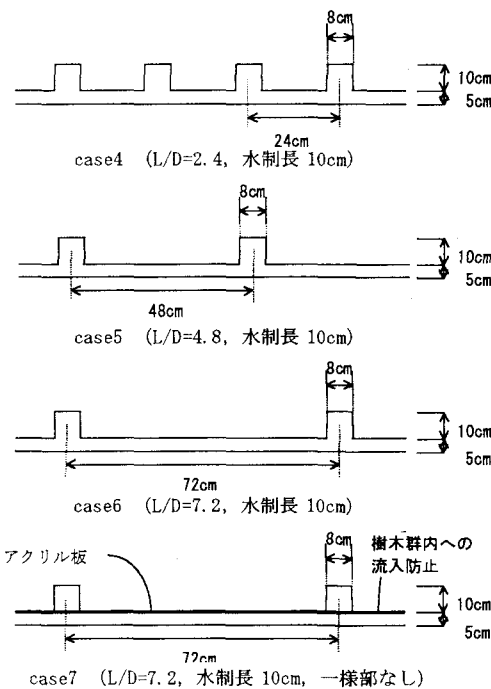 8cm
10cm
5cm
24cm
case4 (L/D=2.4, 水制長 10cm)
8cm
10cm
5cm
48cm
case5 (L/D=4.8, 水制長 10cm)
8cm
10cm
5cm
72cm
case6 (L/D=7.2, 水制長 10cm)
アクリル板
8cm
樹木群内への
流入防止
10cm
5cm
72cm
case7 (L/D=7.2, 水制長 10cm, 一様部なし)